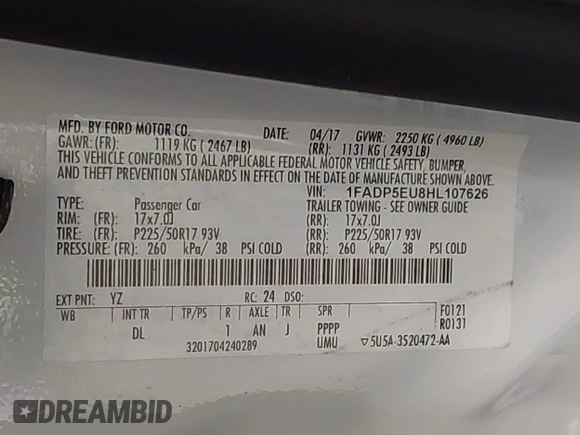 MFD. BY FORD MOTOR CO. DATE: 04/17 GVWR: 2250 KG ( 4960 LB)
GAWR: (FR): 1119 KG ( 2467 LB) (RR): 1131 KG ( 2493 LB)
THIS VEHICLE CONFORMS TO ALL APPLICABLE FEDERAL MOTOR VEHICLE SAFETY, BUMPER,
AND THEFT PREVENTION STANDARDS IN EFFECT ON THE DATE OF MANUFACTURE SHOWN ABOVE.
VIN: 1FADP5EU8HL107626
TYPE: Passenger Car TRAILER TOWING - SEE OWNER GUIDE
RIM: (FR) 17x7.0J (RR): 17x7.0J
TIRE: (FR) P225/50R17 93V (RR): P225/50R17 93V
PRESSURE: (FR) 260 kPa/ 38 PSI COLD (RR): 260 kPa/ 38 PSI COLD
EXT PNT: YZ RC: 24 DSO:
WB INT TR TP/PS R AXLE TR SPR F0121
DL 1 AN J PPPP R0131
3201704240289 UMU ▽5U5A-3520472-AA
DREAMBID